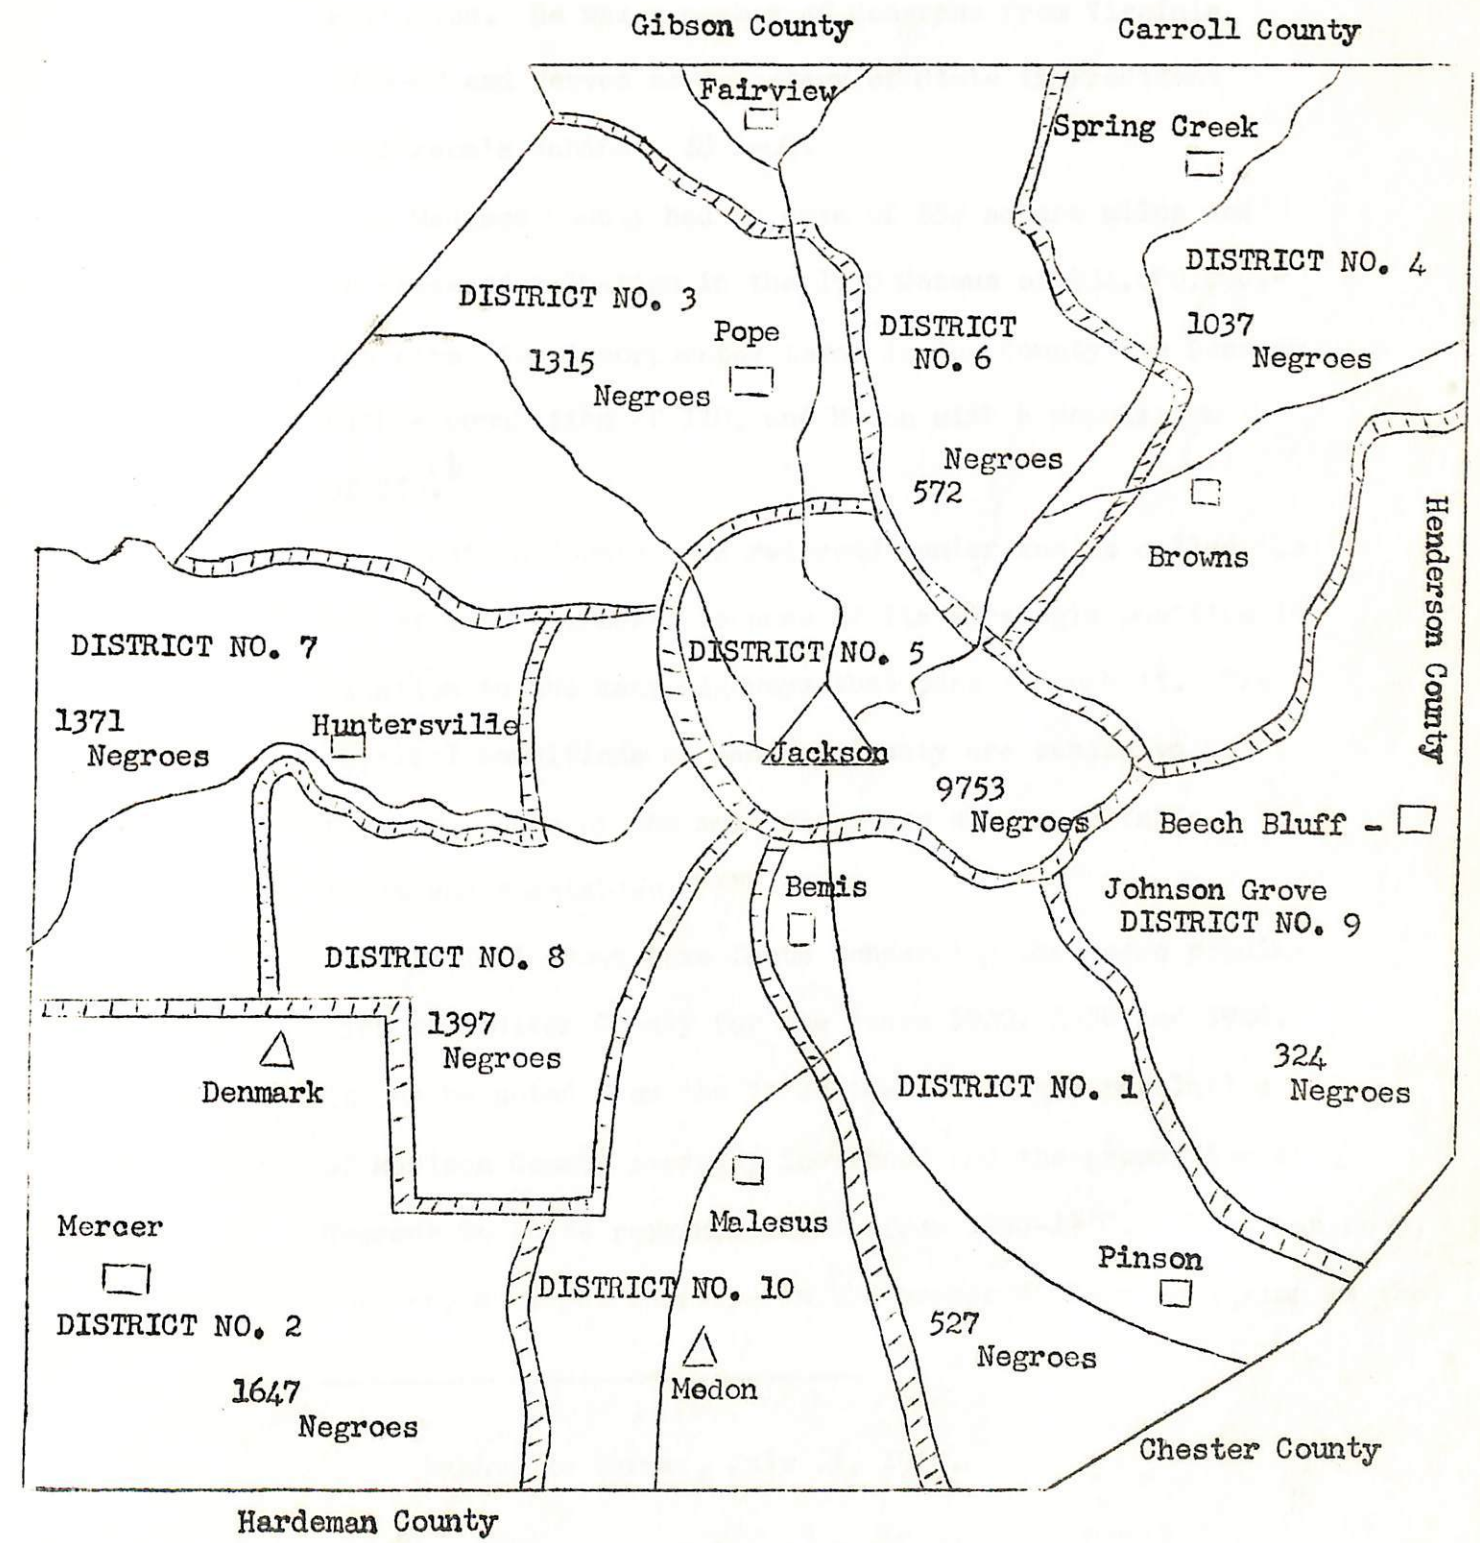 Gibson County
Carroll County
Fairview
Spring Creek
DISTRICT NO. 3
1315
Negroes
Pope
DISTRICT
NO. 6
Negroes
572
DISTRICT NO. 4
1037
Negroes
Browns
Henderson County
DISTRICT NO. 7
1371
Negroes
Huntersville
DISTRICT NO. 5
Jackson
9753
Negroes
Beech Bluff -
Johnson Grove
DISTRICT NO. 9
324
Negroes
Bemis
DISTRICT NO. 8
1397
Negroes
Denmark
DISTRICT NO. 1
Malesus
Pinson
527
Negroes
Mercer
DISTRICT NO. 2
1647
Negroes
DISTRICT NO. 10
Medon
Chester County
Hardeman County